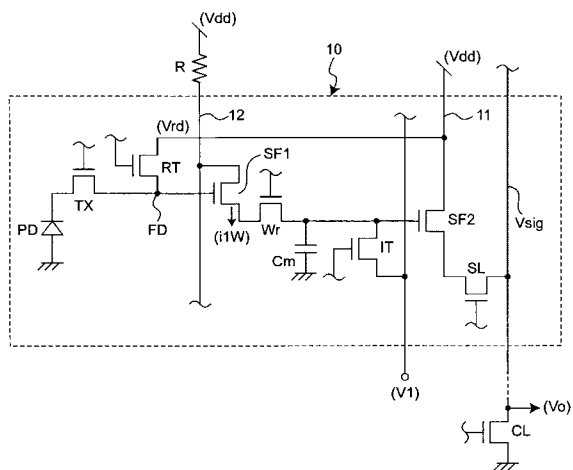 (Vdd)
R
10
(Vdd)
12
(Vrd)
11
SF1
RT
TX
FD
PD
(i1W)
Wr
Cm
IT
SF2
Vsig
SL
(V1)
(Vo)
CL